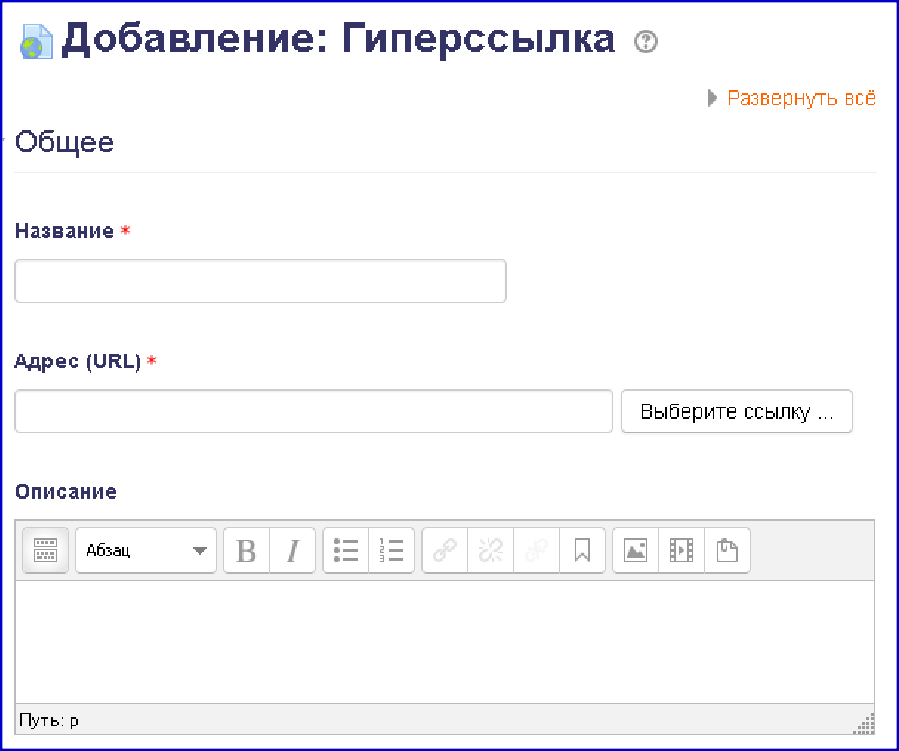 Добавление: Гиперссылка
Развернуть всё
Общее
Название *
Адрес (URL) *
Выберите ссылку ...
Описание
Абзац B I
Путь: p